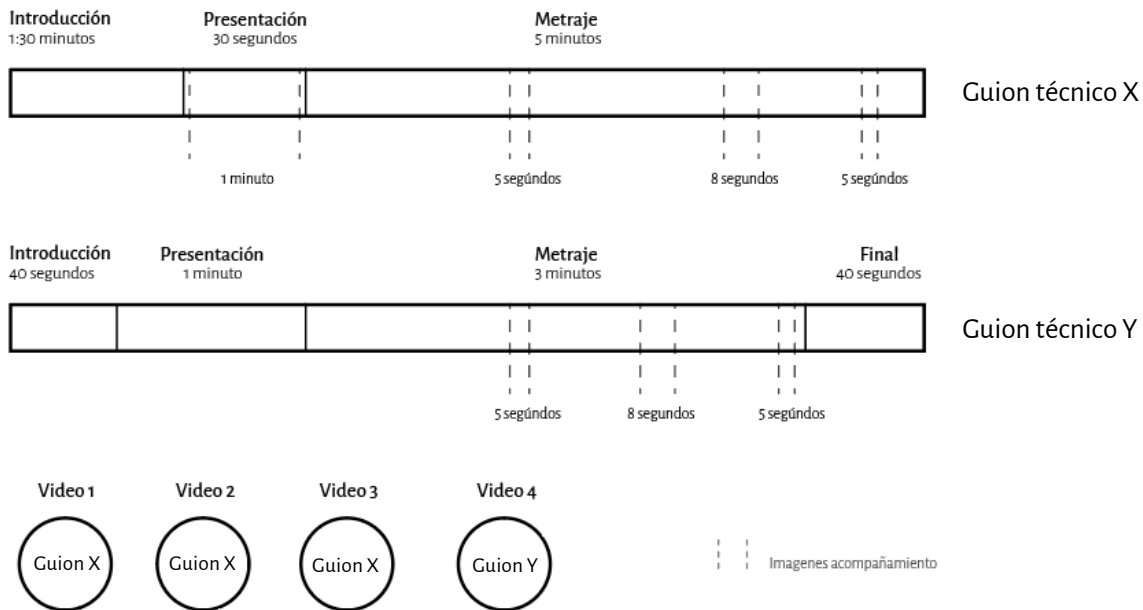 Introducción
1:30 minutos
Presentación
30 segundos
Metraje
5 minutos
Guion técnico X
1 minuto
5 segúndos
8 segundos
5 segúndos
Introducción
40 segundos
Presentación
1 minuto
Metraje
3 minutos
Final
40 segundos
Guion técnico Y
5 segúndos
8 segundos
5 segúndos
Video 1
Video 2
Video 3
Video 4
Guion X
Guion X
Guion X
Guion Y
Imagenes acompañamiento